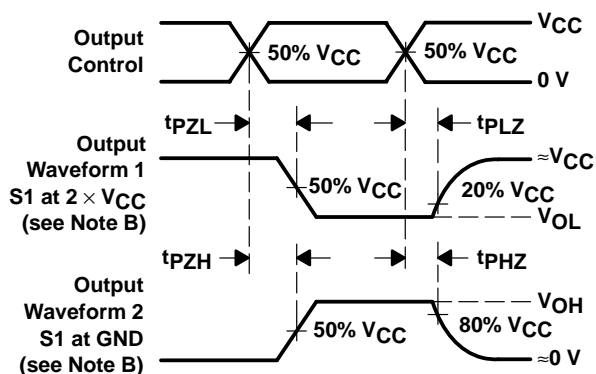 Output
Control
50% VCC
50% VCC
VCC
0 V
tPZL
tPLZ
Output
Waveform 1
S1 at 2 × VCC
(see Note B)
50% VCC
≈VCC
20% VCC
VOL
tPZH
tPHZ
Output
Waveform 2
S1 at GND
(see Note B)
50% VCC
VOH
80% VCC
≈0 V